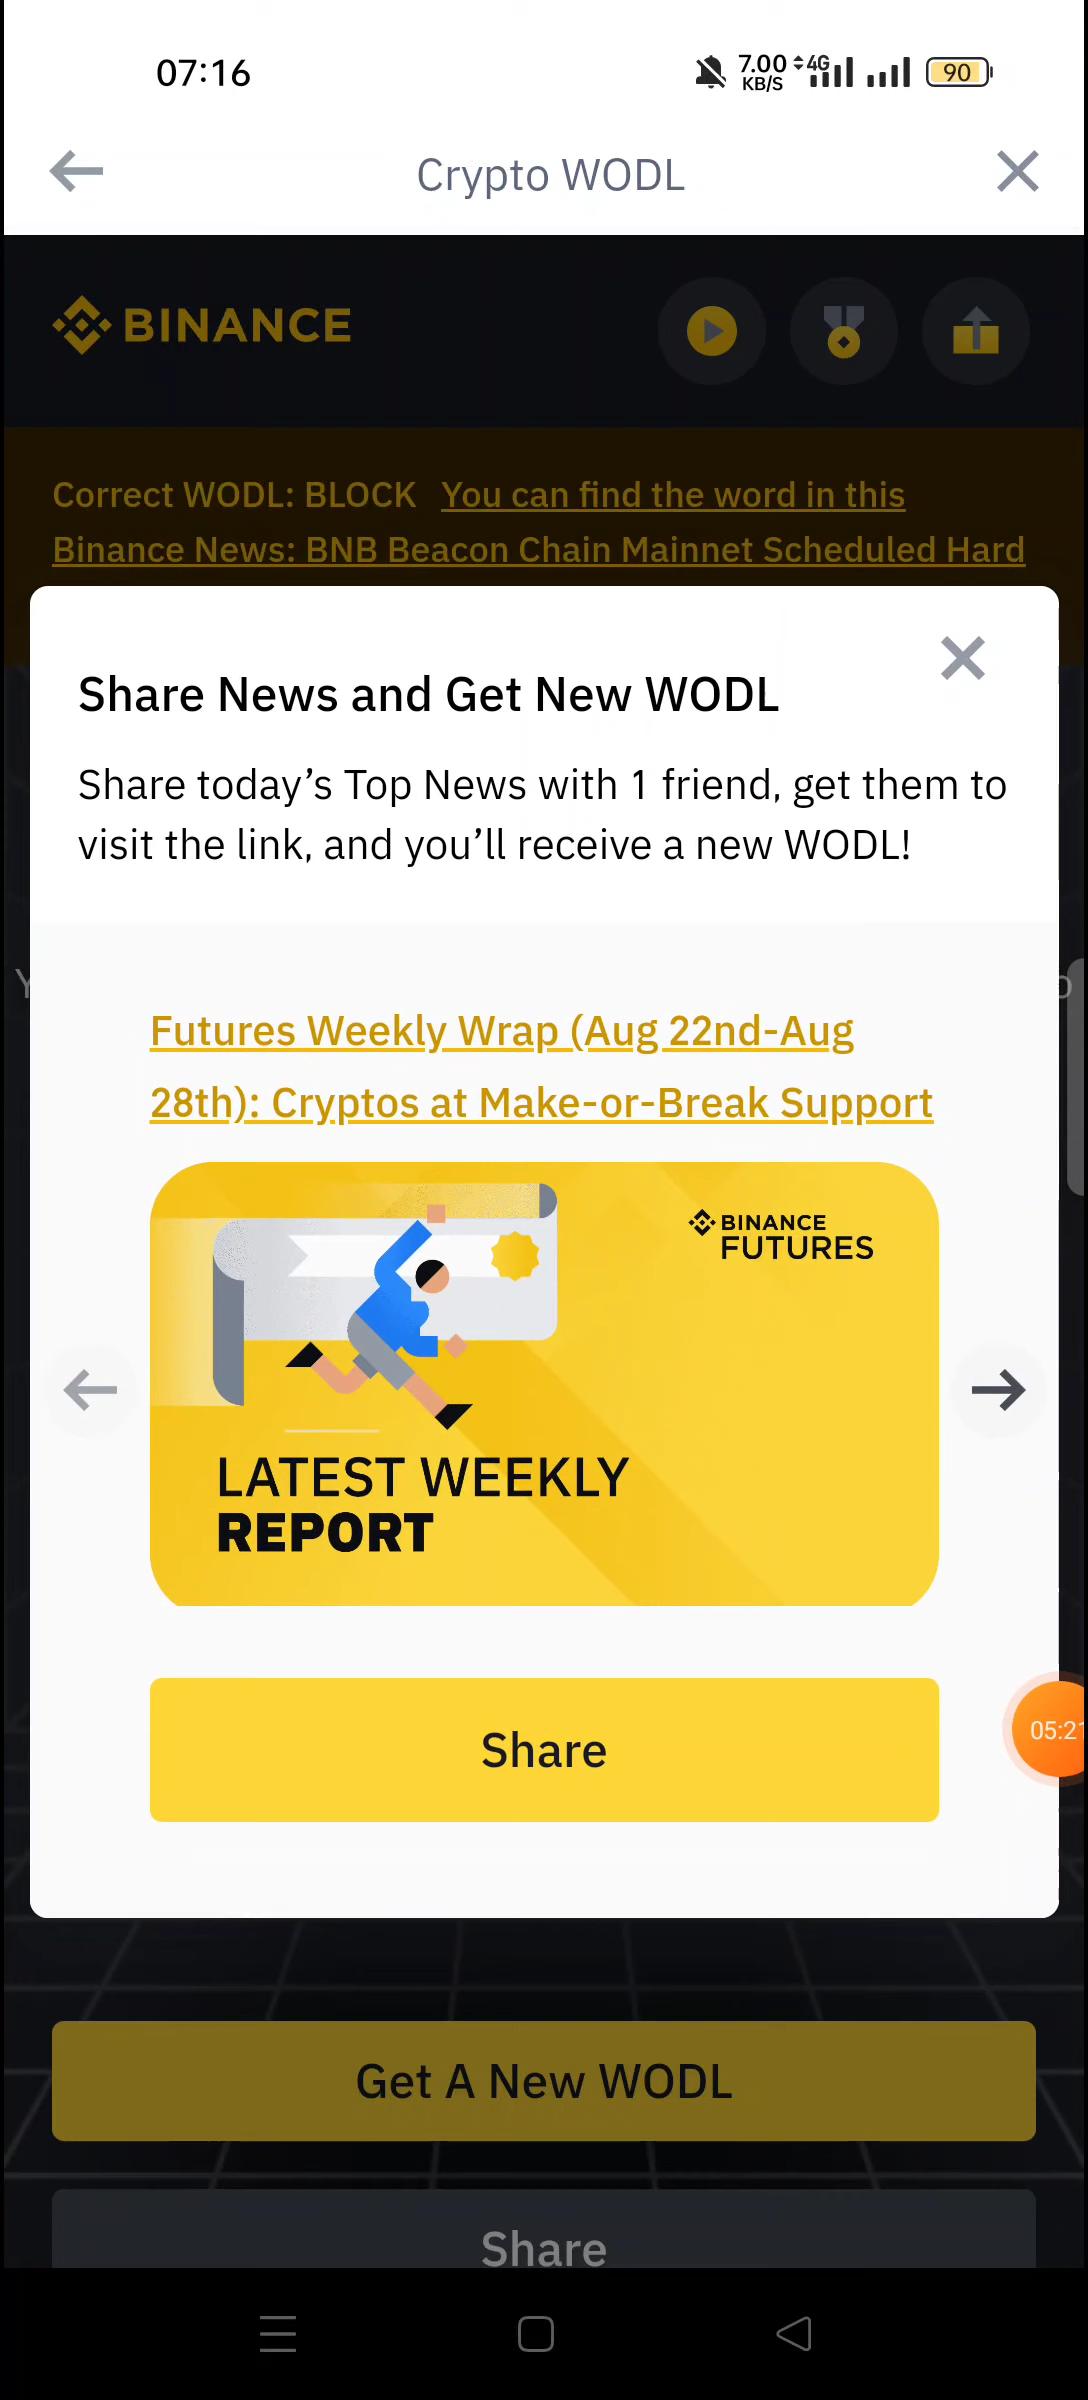 07:16
7.00 KB/S 4G 90
Crypto WODL
BINANCE
Correct WODL: BLOCK You can find the word in this
Binance News: BNB Beacon Chain Mainnet Scheduled Hard
Share News and Get New WODL
Share today’s Top News with 1 friend, get them to
visit the link, and you’ll receive a new WODL!
Futures Weekly Wrap (Aug 22nd-Aug
28th): Cryptos at Make-or-Break Support
BINANCE
FUTURES
LATEST WEEKLY
REPORT
Share
05:21
Get A New WODL
Share